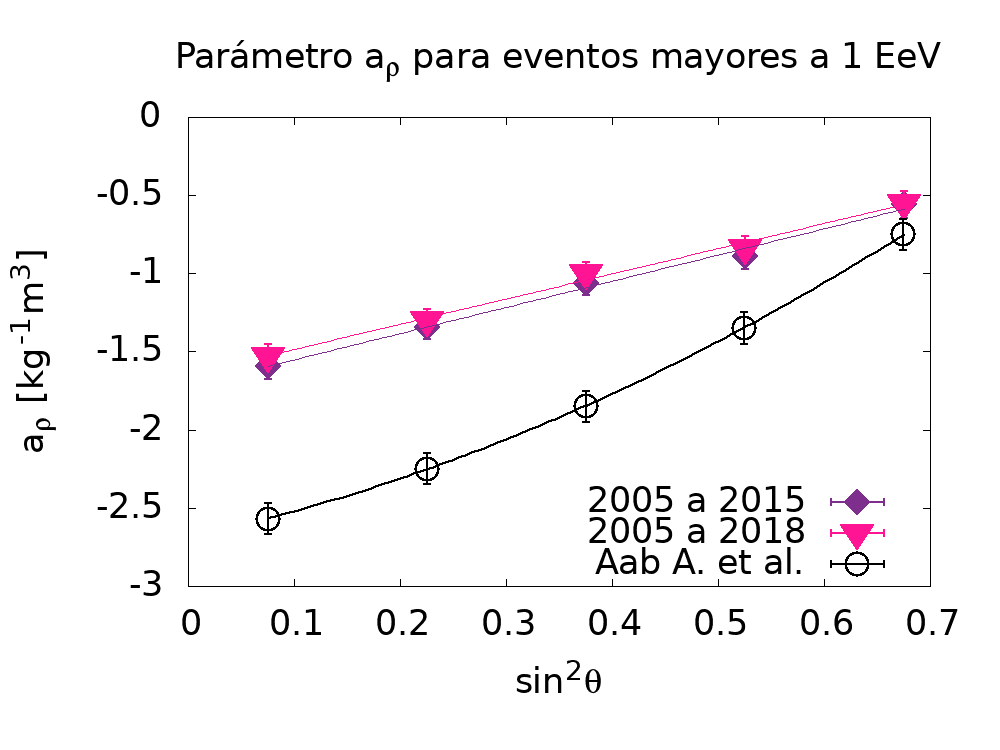 Parámetro aρ para eventos mayores a 1 EeV
0
-0.5
-1
-1.5
-2
-2.5
-3
aρ [kg-1m3]
2005 a 2015
2005 a 2018
Aab A. et al.
0 0.1 0.2 0.3 0.4 0.5 0.6 0.7
sin2θ